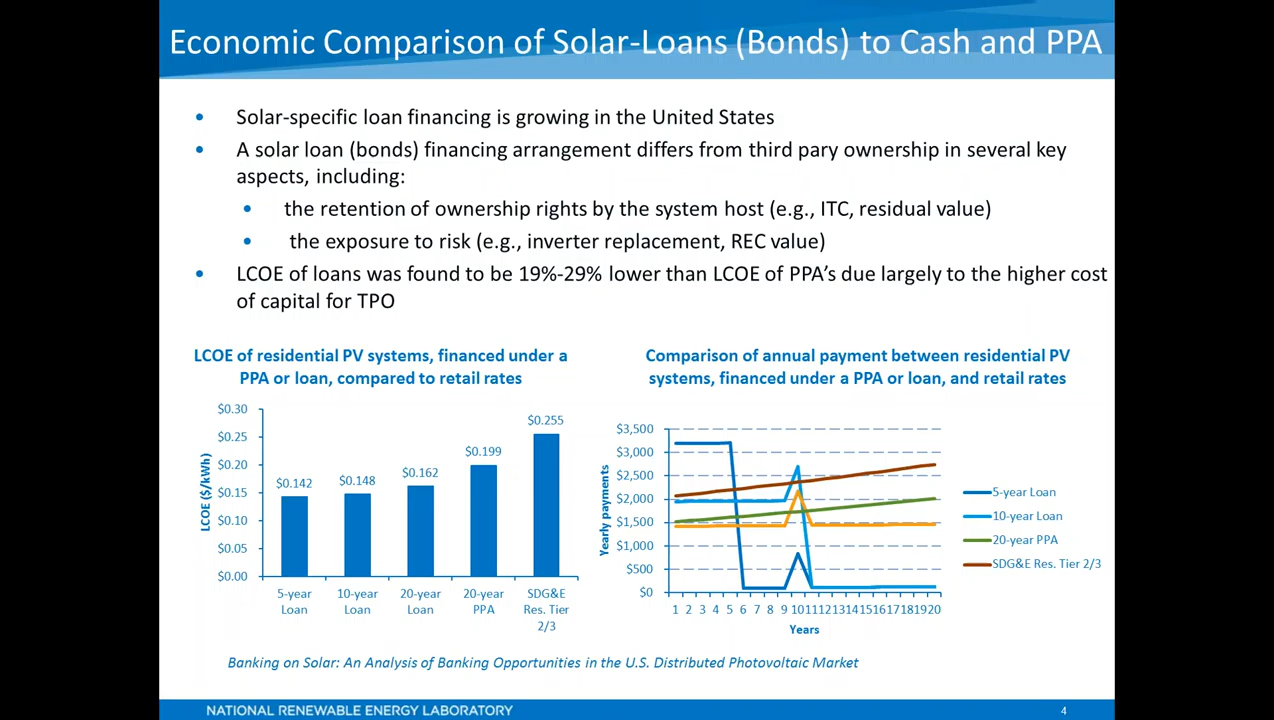 Economic Comparison of Solar-Loans (Bonds) to Cash and PPA
• Solar-specific loan financing is growing in the United States
• A solar loan (bonds) financing arrangement differs from third pary ownership in several key
aspects, including:
• the retention of ownership rights by the system host (e.g., ITC, residual value)
• the exposure to risk (e.g., inverter replacement, REC value)
• LCOE of loans was found to be 19%-29% lower than LCOE of PPA's due largely to the higher cost
of capital for TPO
LCOE of residential PV systems, financed under a
PPA or loan, compared to retail rates
LCOE ($/kWh)
$0.30
$0.25
$0.20
$0.15
$0.10
$0.05
$0.00
$0.142
$0.148
$0.162
$0.199
$0.255
5-year
Loan
10-year
Loan
20-year
Loan
20-year
PPA
SDG&E
Res. Tier
2/3
Comparison of annual payment between residential PV
systems, financed under a PPA or loan, and retail rates
Yearly payments
$3,500
$3,000
$2,500
$2,000
$1,500
$1,000
$500
$0
1 2 3 4 5 6 7 8 9 10 11 12 13 14 15 16 17 18 19 20
Years
5-year Loan
10-year Loan
20-year PPA
SDG&E Res. Tier 2/3
Banking on Solar: An Analysis of Banking Opportunities in the U.S. Distributed Photovoltaic Market
NATIONAL RENEWABLE ENERGY LABORATORY
4